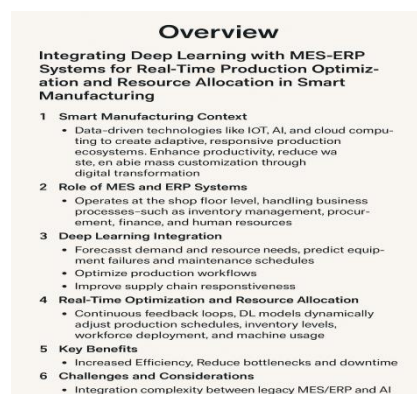 Overview
Integrating Deep Learning with MES-ERP
Systems for Real-Time Production Optimiz-
ation and Resource Allocation in Smart
Manufacturing
1 Smart Manufacturing Context
• Data-driven technologies like IOT, AI, and cloud compu-
ting to create adaptive, responsive production
ecosystems. Enhance productivity, reduce wa
ste, en abie mass customization through
digital transformation
2 Role of MES and ERP Systems
• Operates at the shop floor level, handling business
processes–such as inventory management, procur-
ement, finance, and human resources
3 Deep Learning Integration
• Forecasst demand and resource needs, predict equip-
ment failures and maintenance schedules
• Optimize production workflows
• Improve supply chain responstiveness
4 Real-Time Optimization and Resource Allocation
• Continuous feedback loops, DL models dynamically
adjust production schedules, inventory levels,
workforce deployment, and machine usage
5 Key Benefits
• Increased Efficiency, Reduce bottlenecks and downtime
6 Challenges and Considerations
• Integration complexity between legacy MES/ERP and AI